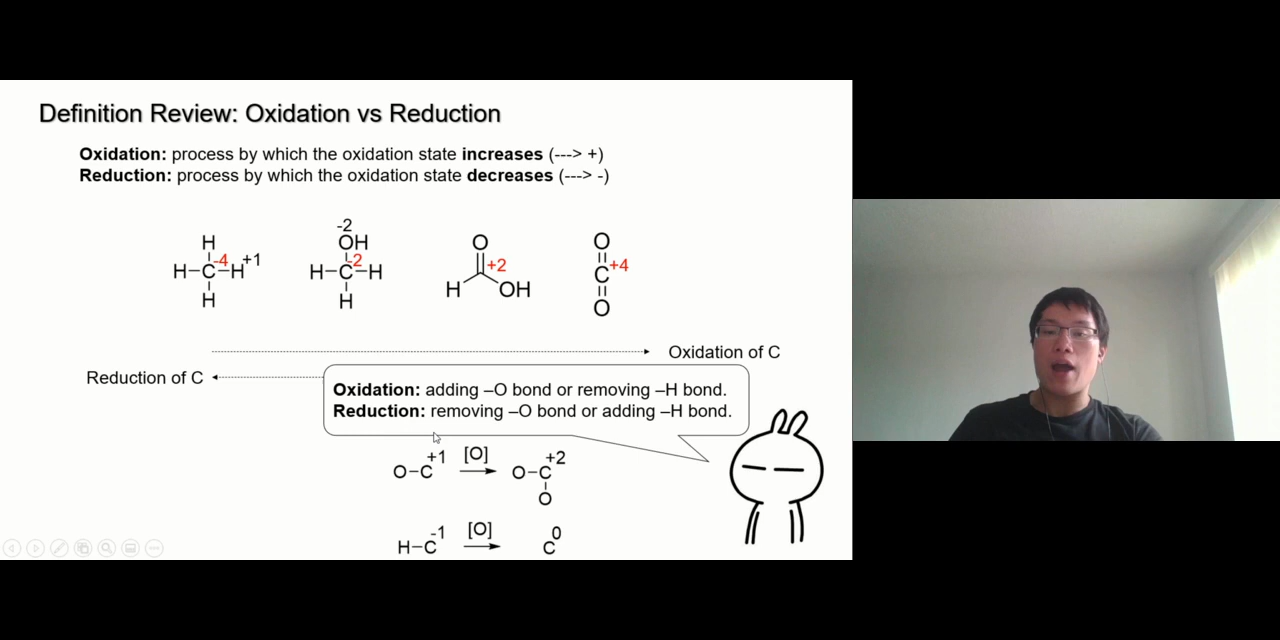 Definition Review: Oxidation vs Reduction
Oxidation: process by which the oxidation state increases (---> +)
Reduction: process by which the oxidation state decreases (---> -)
-2
H OH O O
-4 +1 -2 +2 +4
H–C–H H–C–H C
H H H OH O
Oxidation of C
Reduction of C
Oxidation: adding –O bond or removing –H bond.
Reduction: removing –O bond or adding –H bond.
+1 [O] +2
O–C O–C
O
-1 [O] 0
H–C C